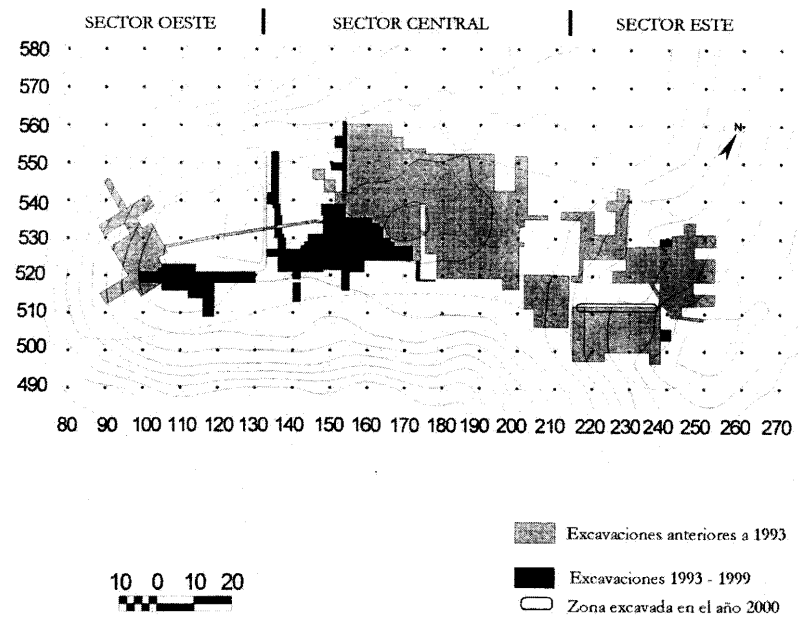 SECTOR OESTE SECTOR CENTRAL SECTOR ESTE
580
570
560
N
550
540
530
520
510
500
490
80 90 100 110 120 130 140 150 160 170 180 190 200 210 220 230 240 250 260 270
Excavaciones anteriores a 1993
10 0 10 20
Excavaciones 1993 - 1999
Zona excavada en el año 2000